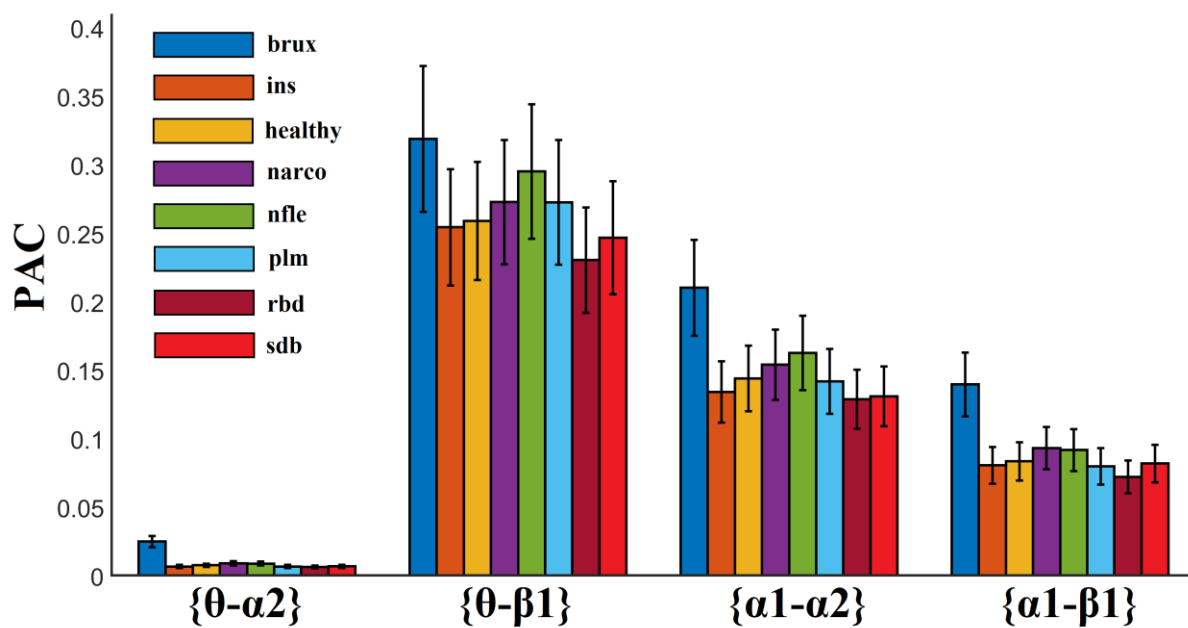 0.4
0.35
0.3
0.25
0.2
0.15
0.1
0.05
0
PAC
brux
ins
healthy
narco
nfle
plm
rbd
sdb
{θ-α2} {θ-β1} {α1-α2} {α1-β1}